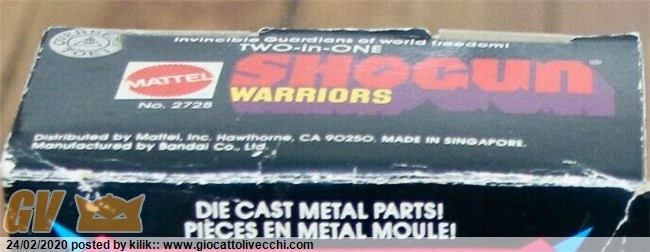 Invincible Guardians of world freedom!
TWO-in-ONE
MATTEL
SHOGUN
WARRIORS
No. 2728
Distributed by Mattel, Inc. Hawthorne, CA 90250. MADE IN SINGAPORE.
Manufactured by Bandai Co., Ltd.
DIE CAST METAL PARTS!
PIÈCES EN METAL MOULE!
GV
24/02/2020 posted by kilik:: www.giocattolivecchi.com